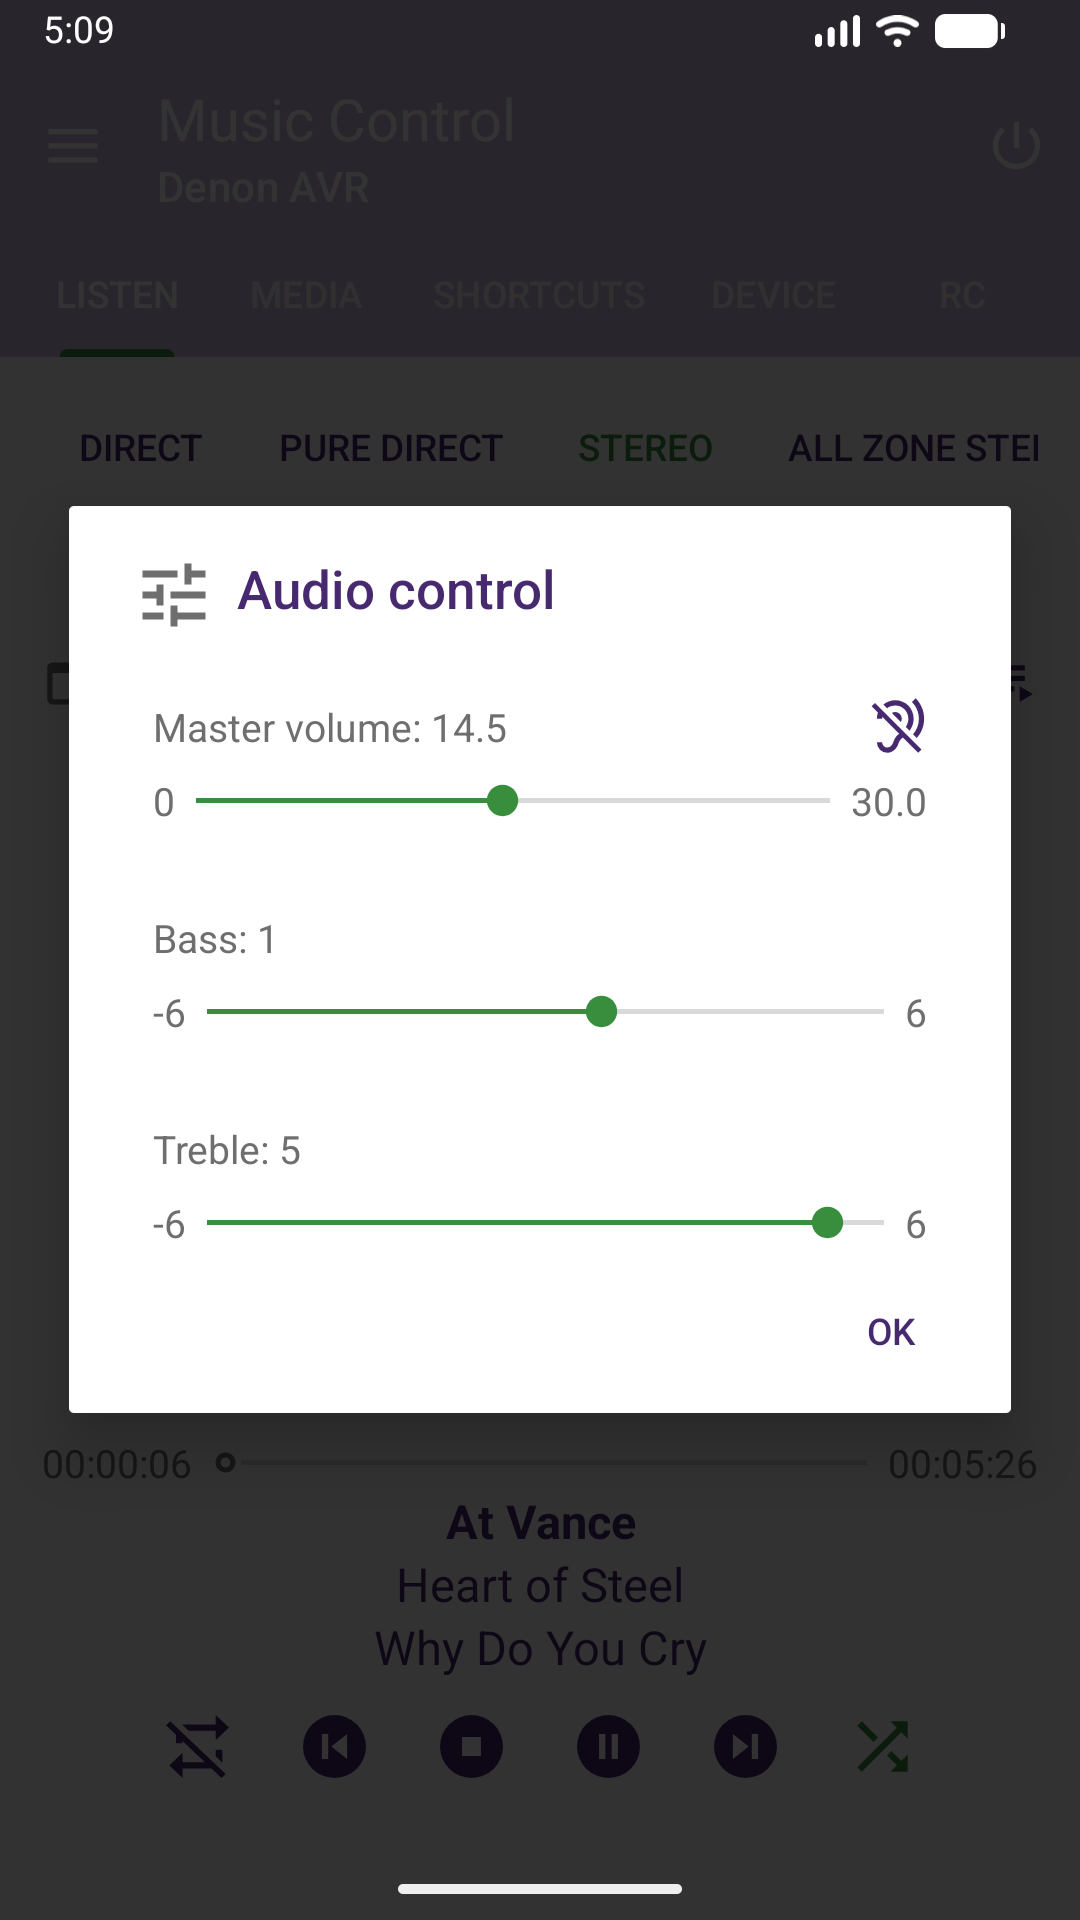 5:09
Music Control
Denon AVR
LISTEN MEDIA SHORTCUTS DEVICE RC
DIRECT PURE DIRECT STEREO ALL ZONE STE
Audio control
Master volume: 14.5
0 30.0
Bass: 1
-6 6
Treble: 5
-6 6
OK
00:00:06 00:05:26
At Vance
Heart of Steel
Why Do You Cry